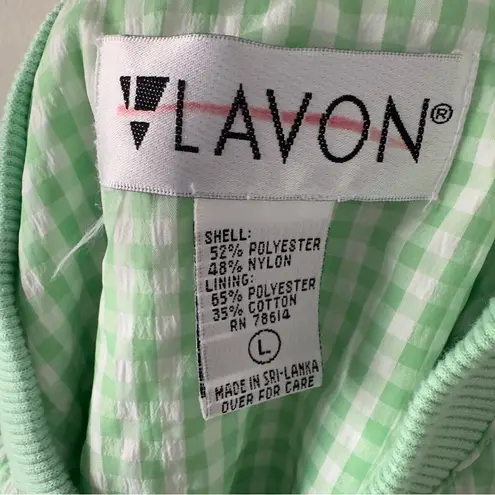 LAVON®
SHELL:
52% POLYESTER
48% NYLON
LINING:
65% POLYESTER
35% COTTON
RN 78614
L
MADE IN SRI-LANKA
OVER FOR CARE